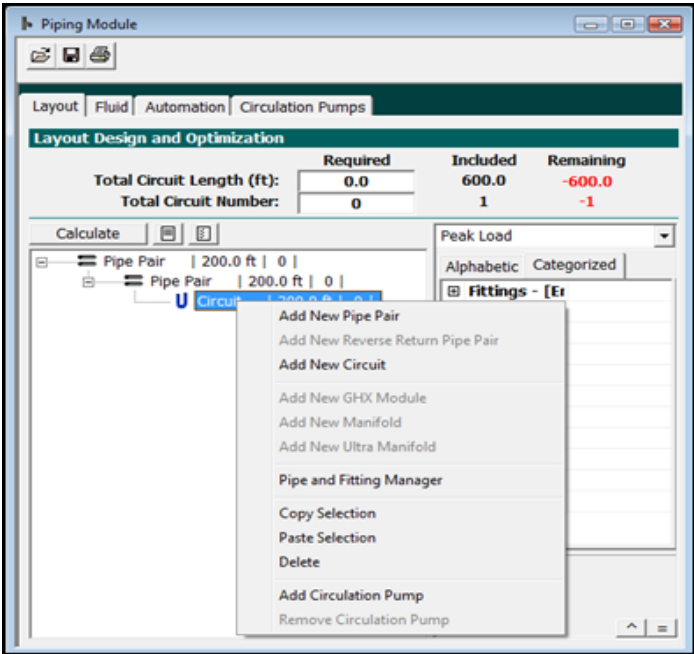 Piping Module
Layout Fluid Automation Circulation Pumps
Layout Design and Optimization
Required Included Remaining
Total Circuit Length (ft): 0.0 600.0 -600.0
Total Circuit Number: 0 1 -1
Calculate Peak Load
Pipe Pair | 200.0 ft | 0 |
Alphabetic Categorized
Pipe Pair | 200.0 ft | 0 |
Fittings - [Er
U Circuit | 200.0 ft | 0 |
Add New Pipe Pair
Add New Reverse Return Pipe Pair
Add New Circuit
Add New GHX Module
Add New Manifold
Add New Ultra Manifold
Pipe and Fitting Manager
Copy Selection
Paste Selection
Delete
Add Circulation Pump
Remove Circulation Pump
^ =